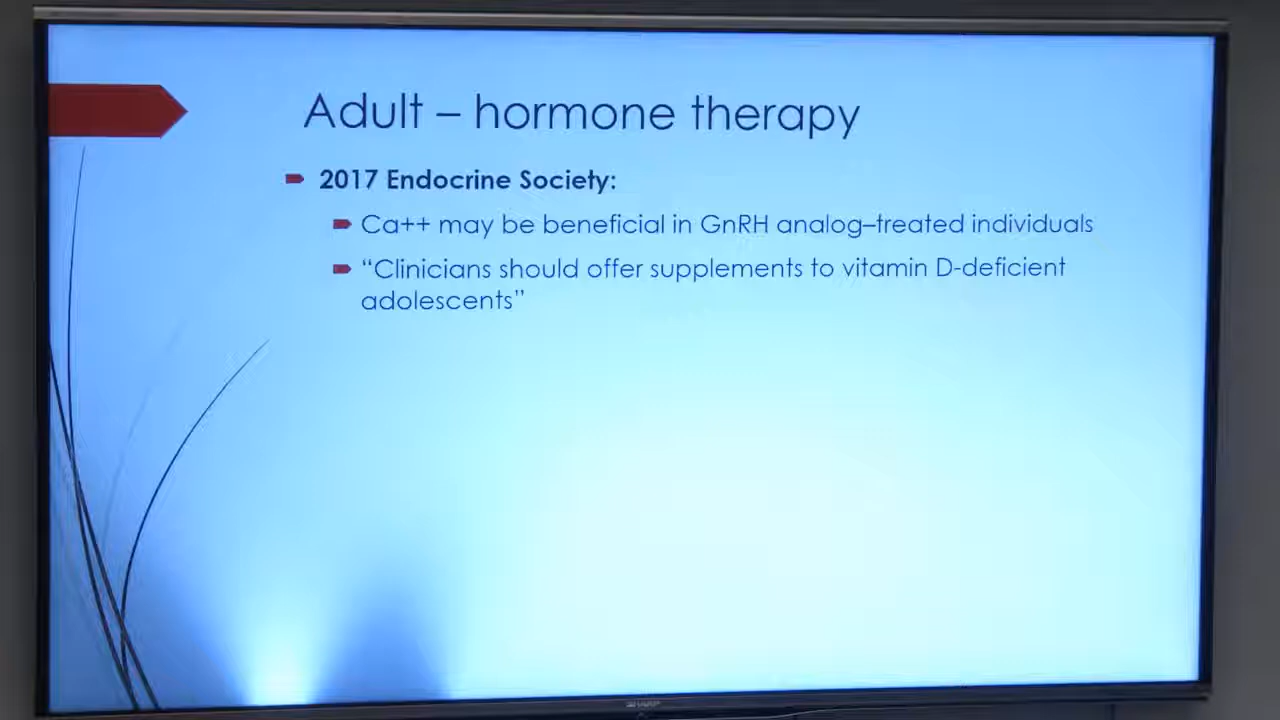 Adult – hormone therapy
2017 Endocrine Society:
Ca++ may be beneficial in GnRH analog–treated individuals
“Clinicians should offer supplements to vitamin D-deficient
adolescents”
SHARP